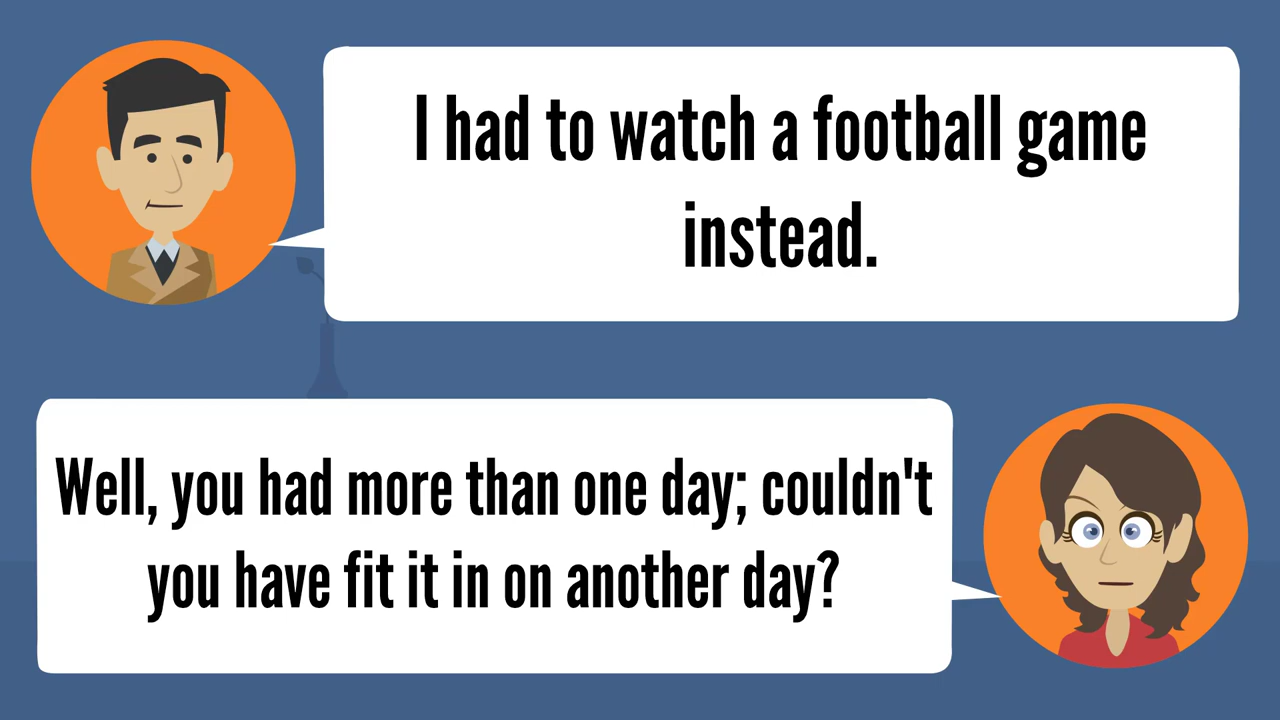 I had to watch a football game
instead.
Well, you had more than one day; couldn't
you have fit it in on another day?